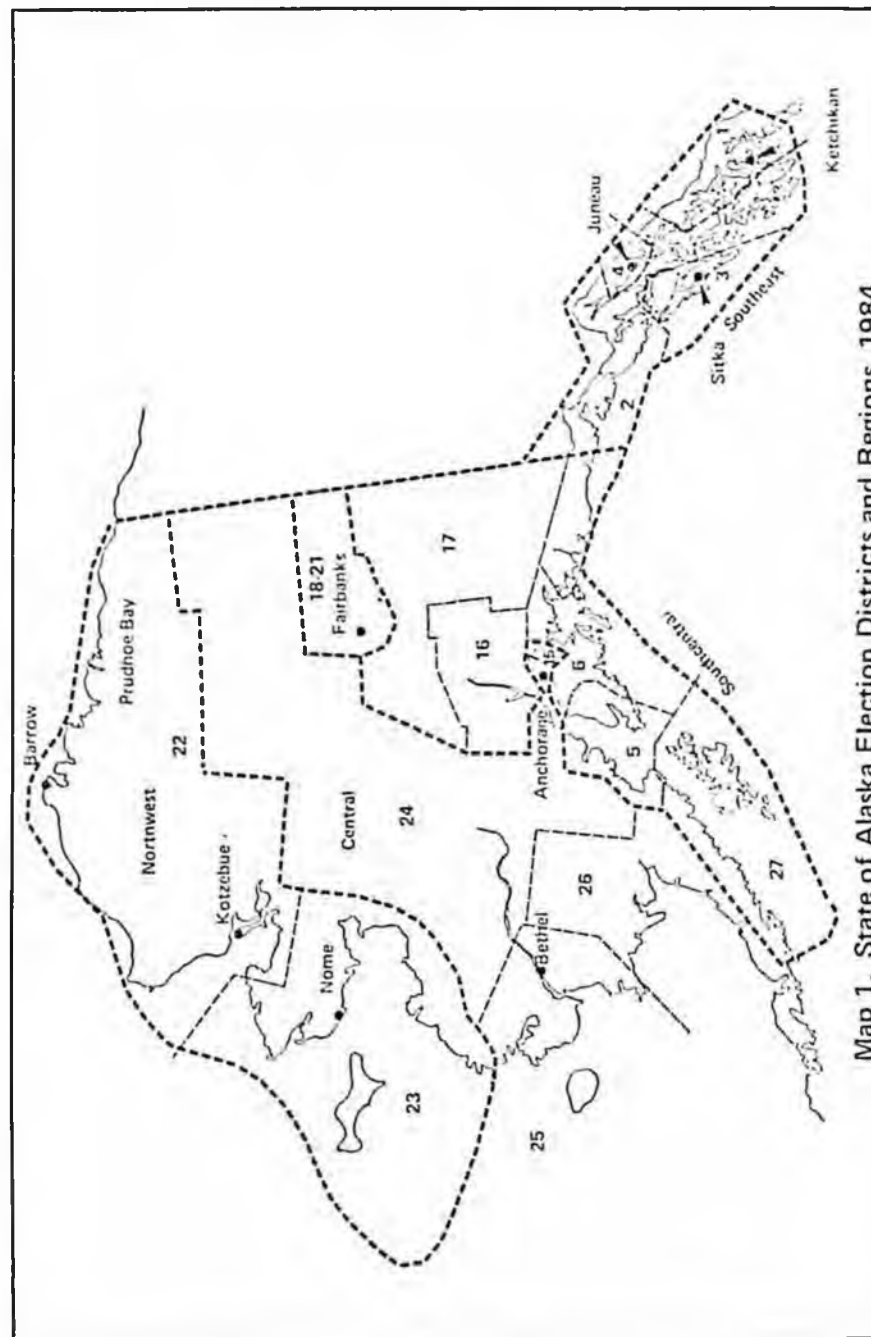 Barrow
Prudhoe Bay
Northwest
22
Kotzebue
18-21
Fairbanks
Central
24
Nome
23
17
16
Anchorage
15
6
5
Bethel
26
25
27
Southcentral
2
Juneau
4
3
1
Sitka
Southeast
Ketchikan
Map 1. State of Alaska Election Districts and Regions, 1984